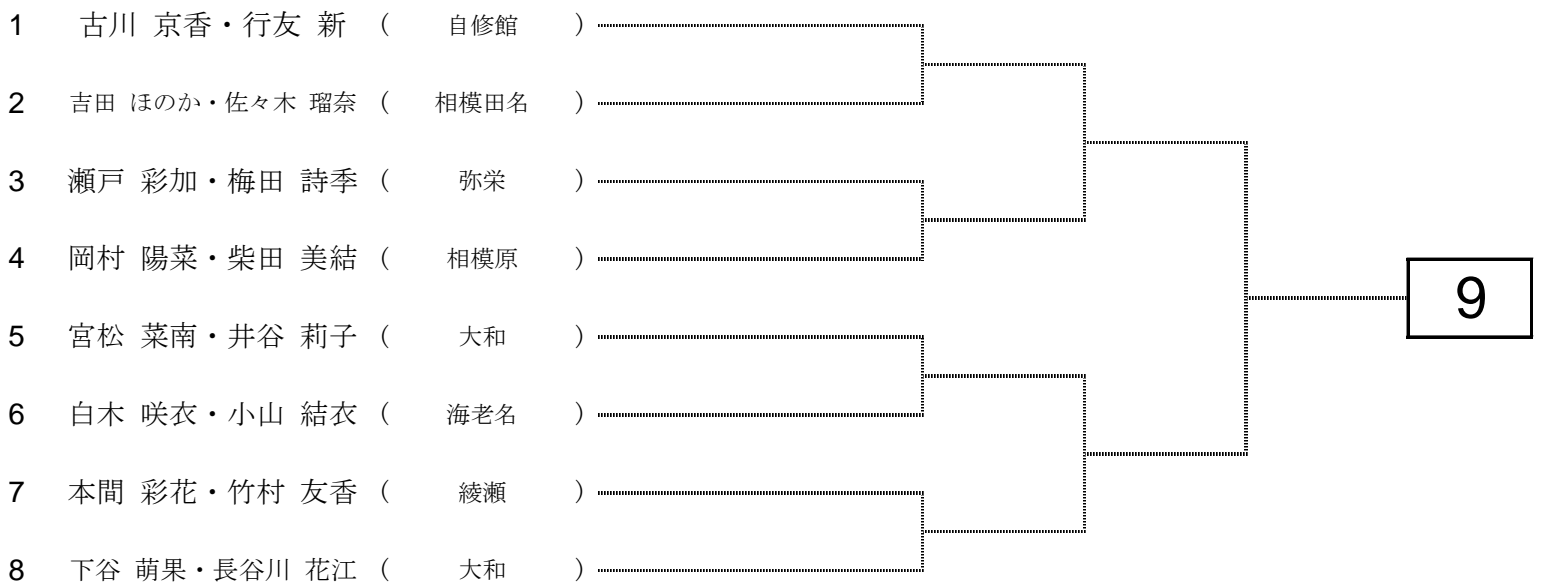 1 古川 京香・行友 新 ( 自修館 )
2 吉田 ほのか・佐々木 瑠奈 ( 相模田名 )
3 瀬戸 彩加・梅田 詩季 ( 弥栄 )
4 岡村 陽菜・柴田 美結 ( 相模原 )
9
5 宮松 菜南・井谷 莉子 ( 大和 )
6 白木 咲衣・小山 結衣 ( 海老名 )
7 本間 彩花・竹村 友香 ( 綾瀬 )
8 下谷 萌果・長谷川 花江 ( 大和 )